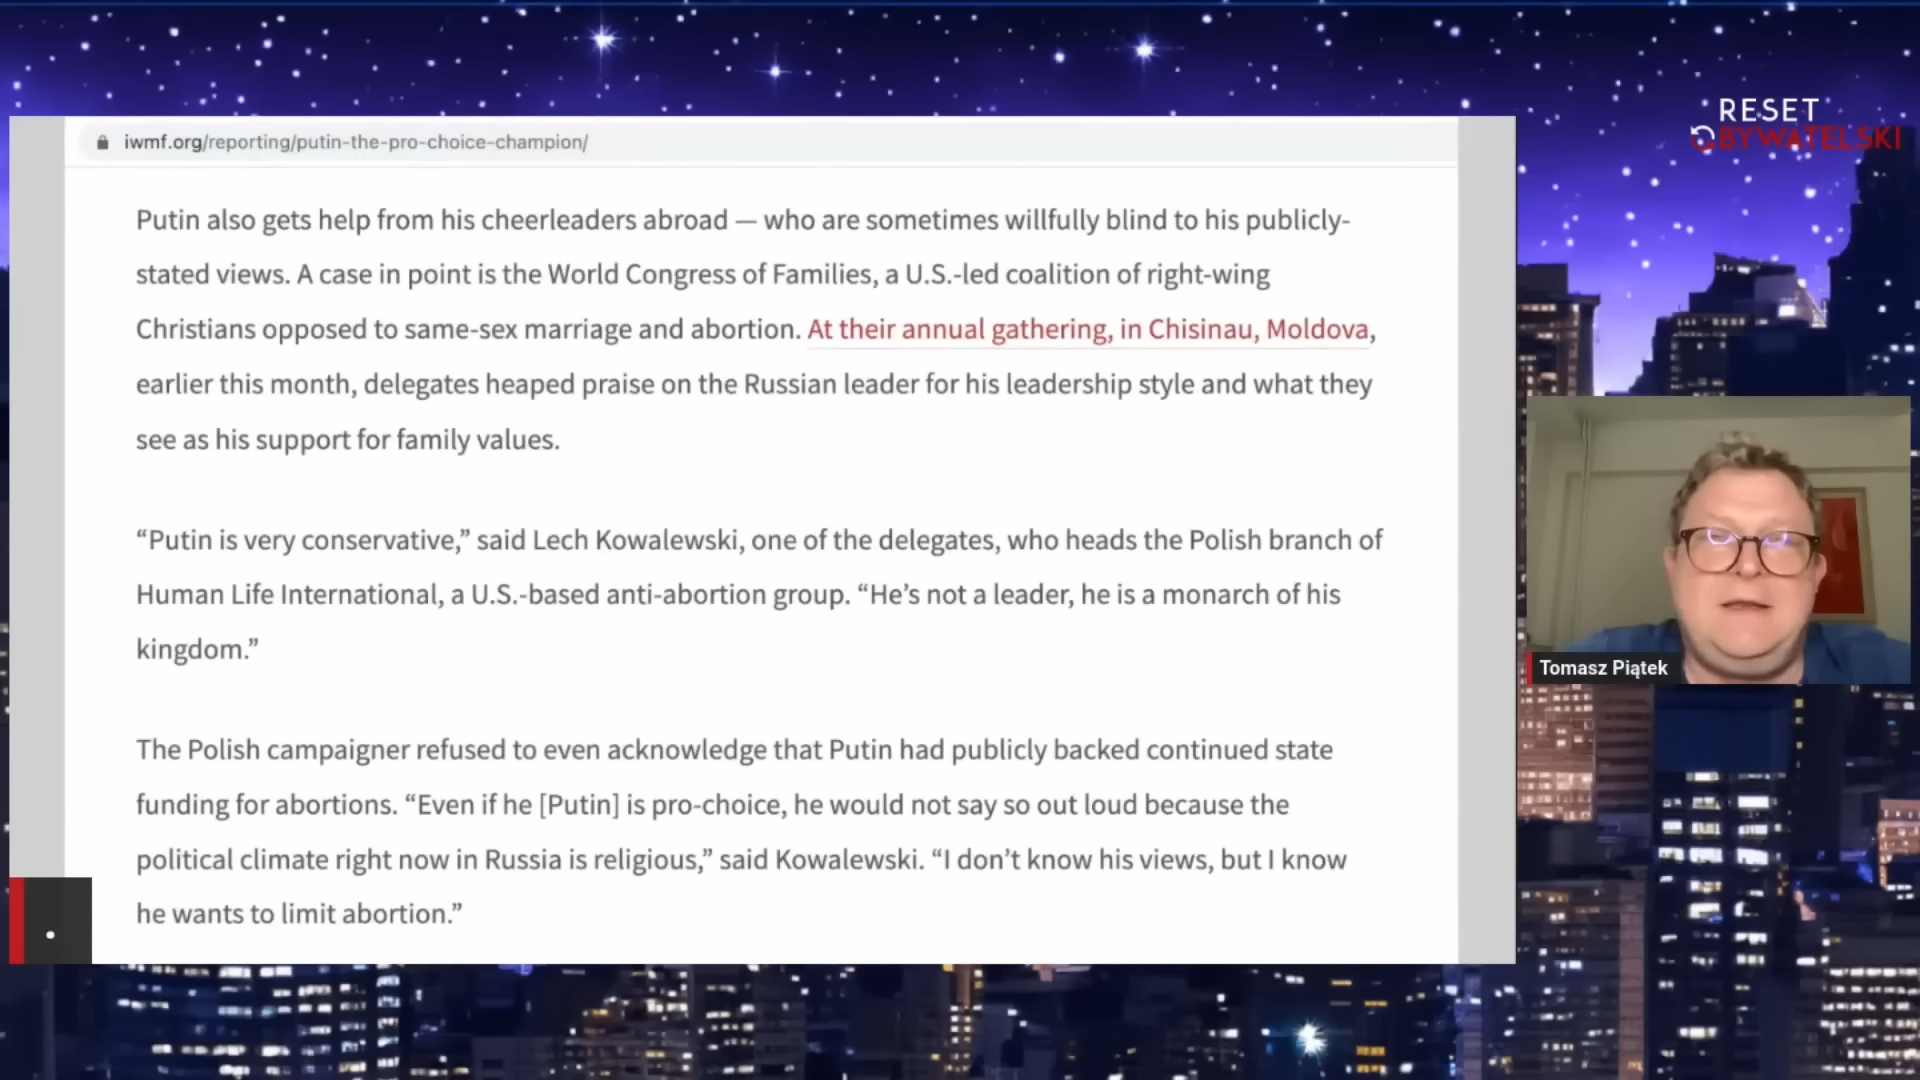 RESET
OBYWATELSKI
iwmf.org/reporting/putin-the-pro-choice-champion/
Putin also gets help from his cheerleaders abroad — who are sometimes willfully blind to his publicly-
stated views. A case in point is the World Congress of Families, a U.S.-led coalition of right-wing
Christians opposed to same-sex marriage and abortion. At their annual gathering, in Chisinau, Moldova,
earlier this month, delegates heaped praise on the Russian leader for his leadership style and what they
see as his support for family values.
“Putin is very conservative,” said Lech Kowalewski, one of the delegates, who heads the Polish branch of
Human Life International, a U.S.-based anti-abortion group. “He’s not a leader, he is a monarch of his
kingdom.”
The Polish campaigner refused to even acknowledge that Putin had publicly backed continued state
funding for abortions. “Even if he [Putin] is pro-choice, he would not say so out loud because the
political climate right now in Russia is religious,” said Kowalewski. “I don’t know his views, but I know
he wants to limit abortion.”
Tomasz Piątek
.